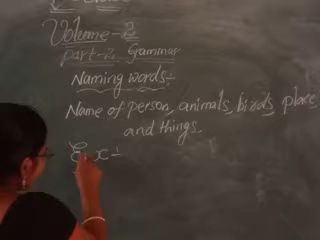 Volume-2
part-2 Grammar
Naming words:-
Name of person, animals, birds, place
and things.
Ex:-